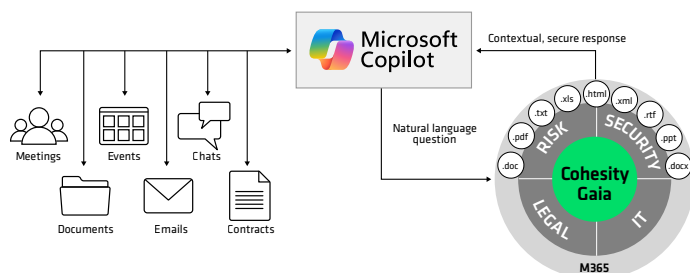 Microsoft
Copilot
Contextual, secure response
Natural language
question
Meetings
Events
Chats
Documents
Emails
Contracts
.doc
.pdf
.txt
.xls
.html
.xml
.rtf
.ppt
.docx
RISK
SECURITY
Cohesity
Gaia
LEGAL
IT
M365